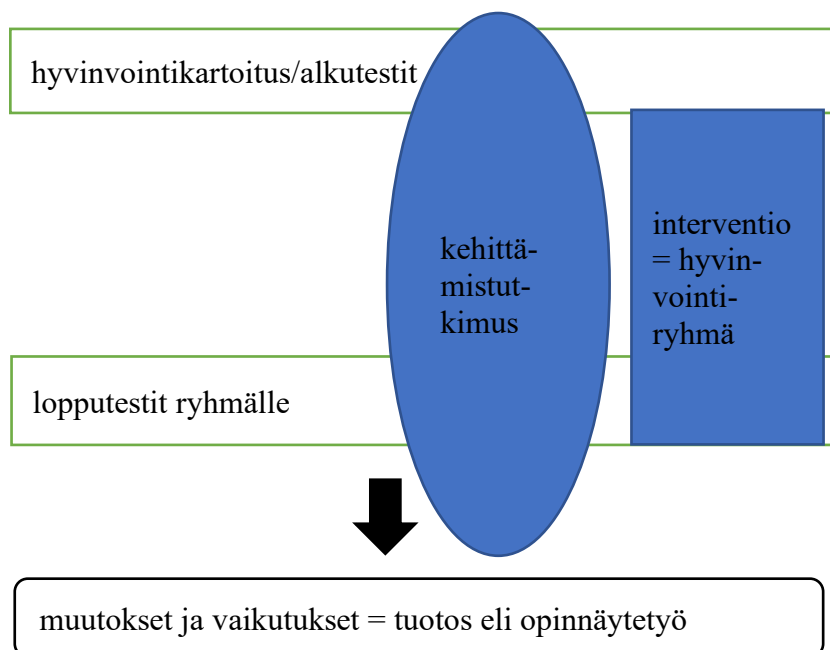 hyvinvointikartoitus/alkutestit
kehittä-
mistut-
kimus
interventio
= hyvin-
vointi-
ryhmä
lopputestit ryhmälle
muutokset ja vaikutukset = tuotos eli opinnäytetyö